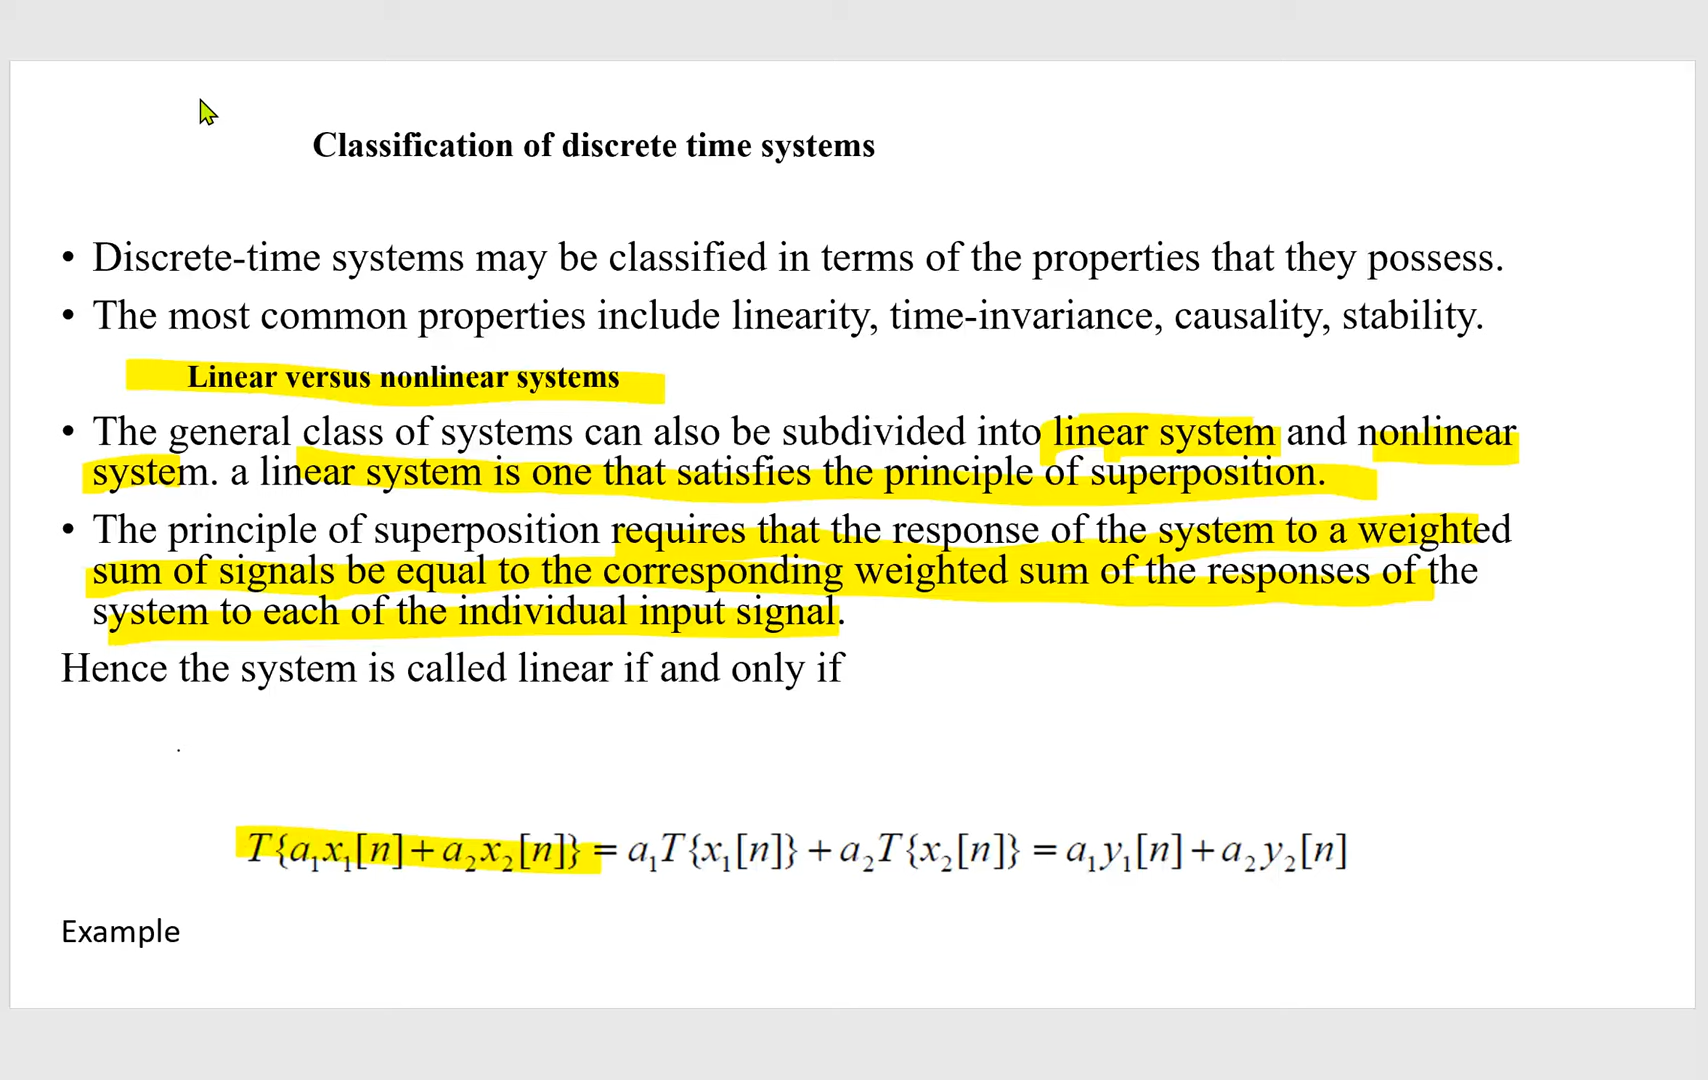 Classification of discrete time systems
• Discrete-time systems may be classified in terms of the properties that they possess.
• The most common properties include linearity, time-invariance, causality, stability.
Linear versus nonlinear systems
• The general class of systems can also be subdivided into linear system and nonlinear
system. a linear system is one that satisfies the principle of superposition.
• The principle of superposition requires that the response of the system to a weighted
sum of signals be equal to the corresponding weighted sum of the responses of the
system to each of the individual input signal.
Hence the system is called linear if and only if
.
T{a₁x₁[n]+a₂x₂[n]} = a₁T{x₁[n]} + a₂T{x₂[n]} = a₁y₁[n]+a₂y₂[n]
Example